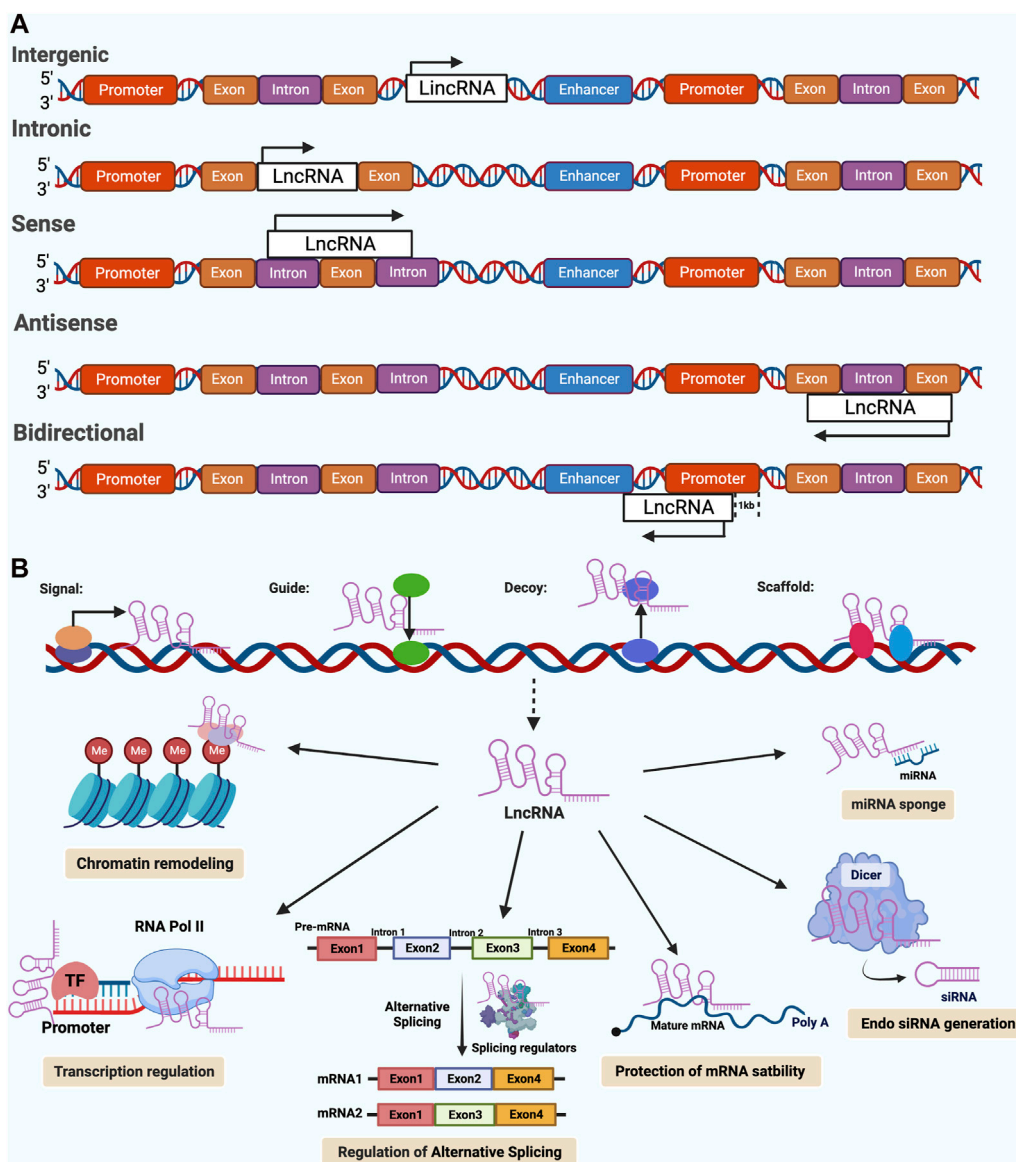 A
Intergenic
5'
3'
Promoter Exon Intron Exon LincRNA Enhancer Promoter Exon Intron Exon
Intronic
5'
3'
Promoter Exon LncRNA Exon Enhancer Promoter Exon Intron Exon
Sense
LncRNA
5'
3'
Promoter Exon Intron Exon Intron Enhancer Promoter Exon Intron Exon
Antisense
5'
3'
Promoter Exon Intron Exon Intron Enhancer Promoter Exon Intron Exon
LncRNA
Bidirectional
5'
3'
Promoter Exon Intron Exon Intron Enhancer Promoter Exon Intron Exon
LncRNA 1kb
B
Signal: Guide: Decoy: Scaffold:
Me Me Me Me
Chromatin remodeling
LncRNA
miRNA
miRNA sponge
Dicer
siRNA
Endo siRNA generation
RNA Pol II
TF
Promoter
Transcription regulation
Pre-mRNA Intron 1 Intron 2 Intron 3
Exon1 Exon2 Exon3 Exon4
Alternative
Splicing
Splicing regulators
mRNA1 Exon1 Exon2 Exon4
mRNA2 Exon1 Exon3 Exon4
Regulation of Alternative Splicing
Mature mRNA Poly A
Protection of mRNA satbility